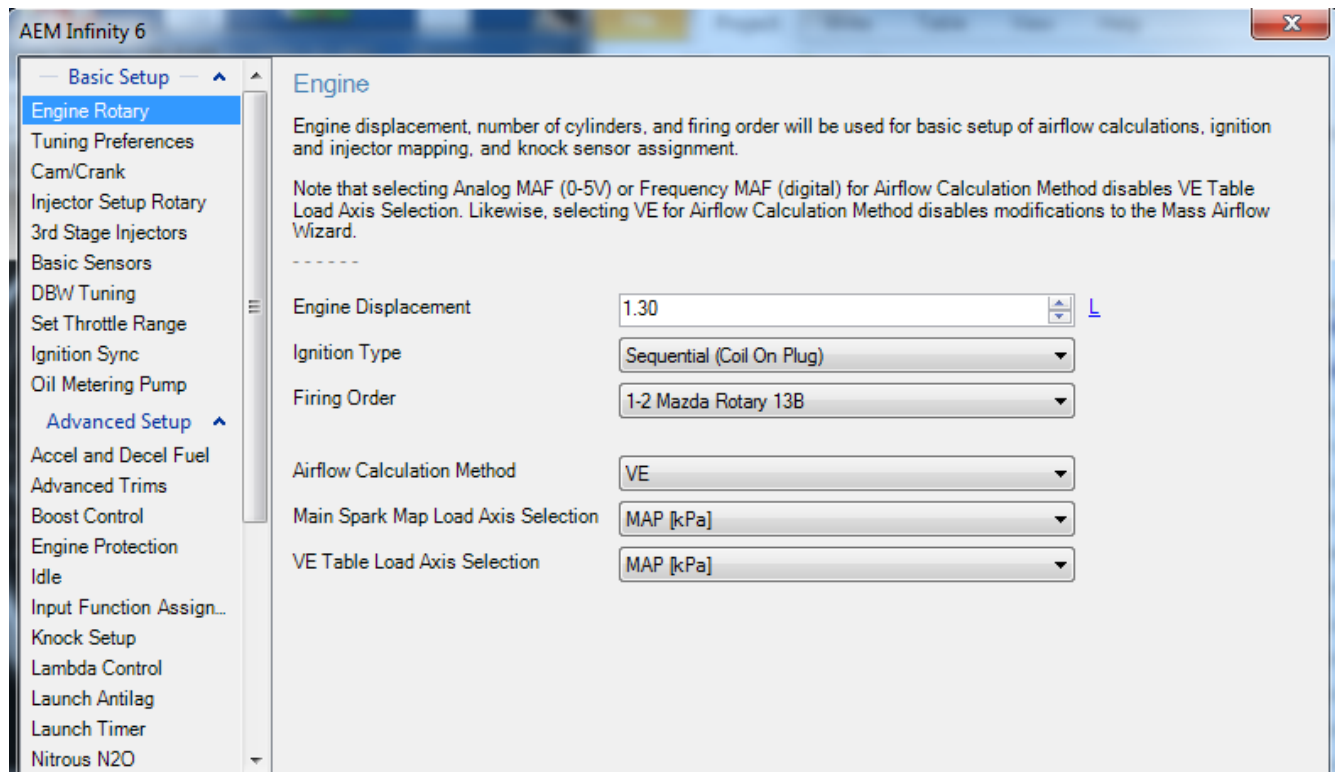 AEM Infinity 6
Basic Setup
Engine Rotary
Tuning Preferences
Cam/Crank
Injector Setup Rotary
3rd Stage Injectors
Basic Sensors
DBW Tuning
Set Throttle Range
Ignition Sync
Oil Metering Pump
Advanced Setup
Accel and Decel Fuel
Advanced Trims
Boost Control
Engine Protection
Idle
Input Function Assign...
Knock Setup
Lambda Control
Launch Antilag
Launch Timer
Nitrous N2O
Engine
Engine displacement, number of cylinders, and firing order will be used for basic setup of airflow calculations, ignition
and injector mapping, and knock sensor assignment.
Note that selecting Analog MAF (0-5V) or Frequency MAF (digital) for Airflow Calculation Method disables VE Table
Load Axis Selection. Likewise, selecting VE for Airflow Calculation Method disables modifications to the Mass Airflow
Wizard.
- - - - - -
Engine Displacement 1.30 L
Ignition Type Sequential (Coil On Plug)
Firing Order 1-2 Mazda Rotary 13B
Airflow Calculation Method VE
Main Spark Map Load Axis Selection MAP [kPa]
VE Table Load Axis Selection MAP [kPa]